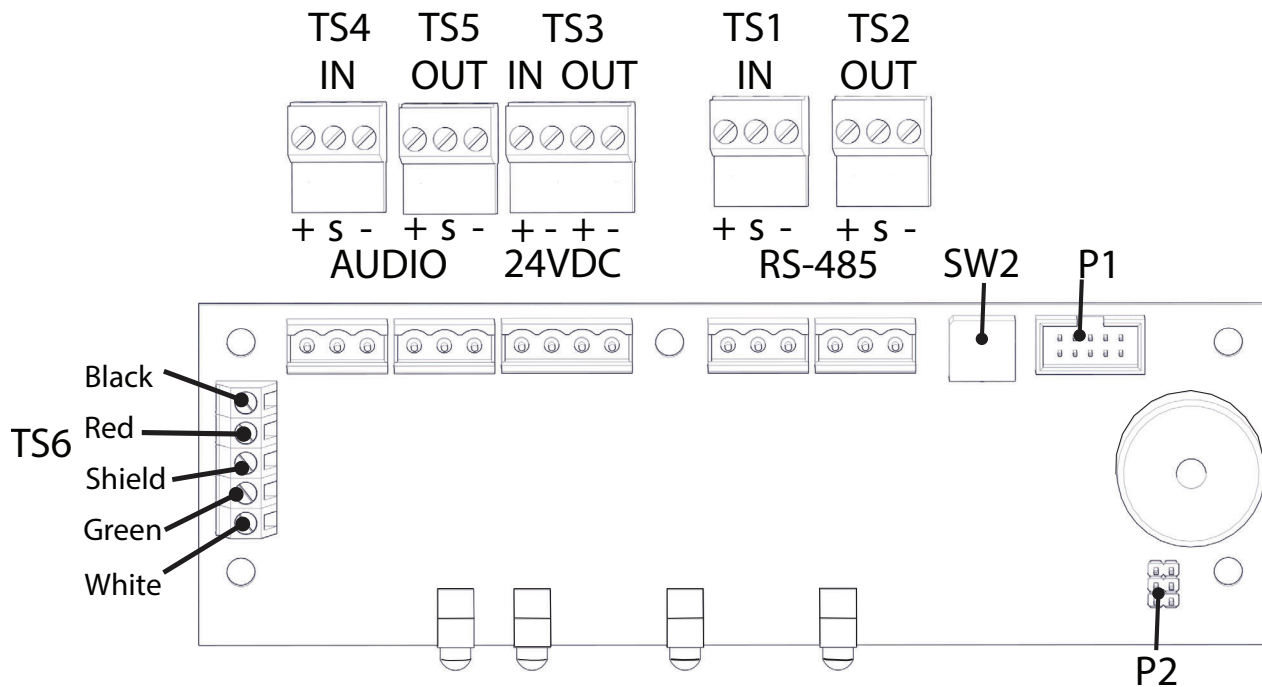 TS4 TS5 TS3 TS1 TS2
IN OUT IN OUT IN OUT
+ s - + s - + - + - + s - + s -
AUDIO 24VDC RS-485 SW2 P1
Black
TS6 Red
Shield
Green
White
P2